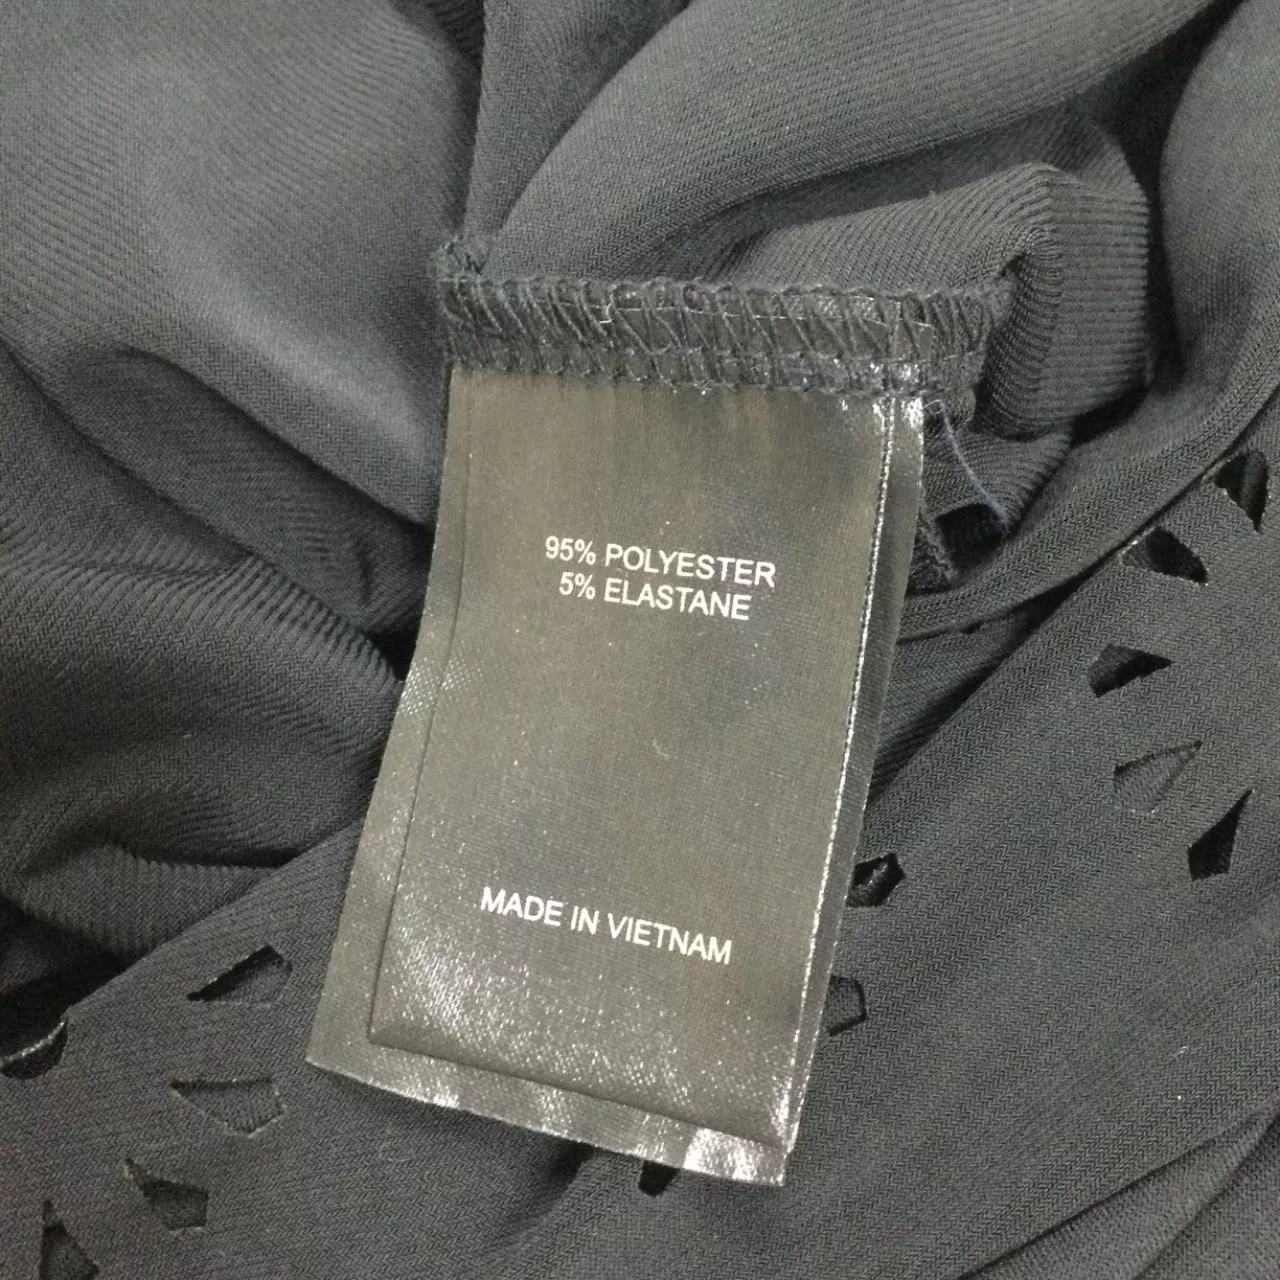 95% POLYESTER
5% ELASTANE
MADE IN VIETNAM